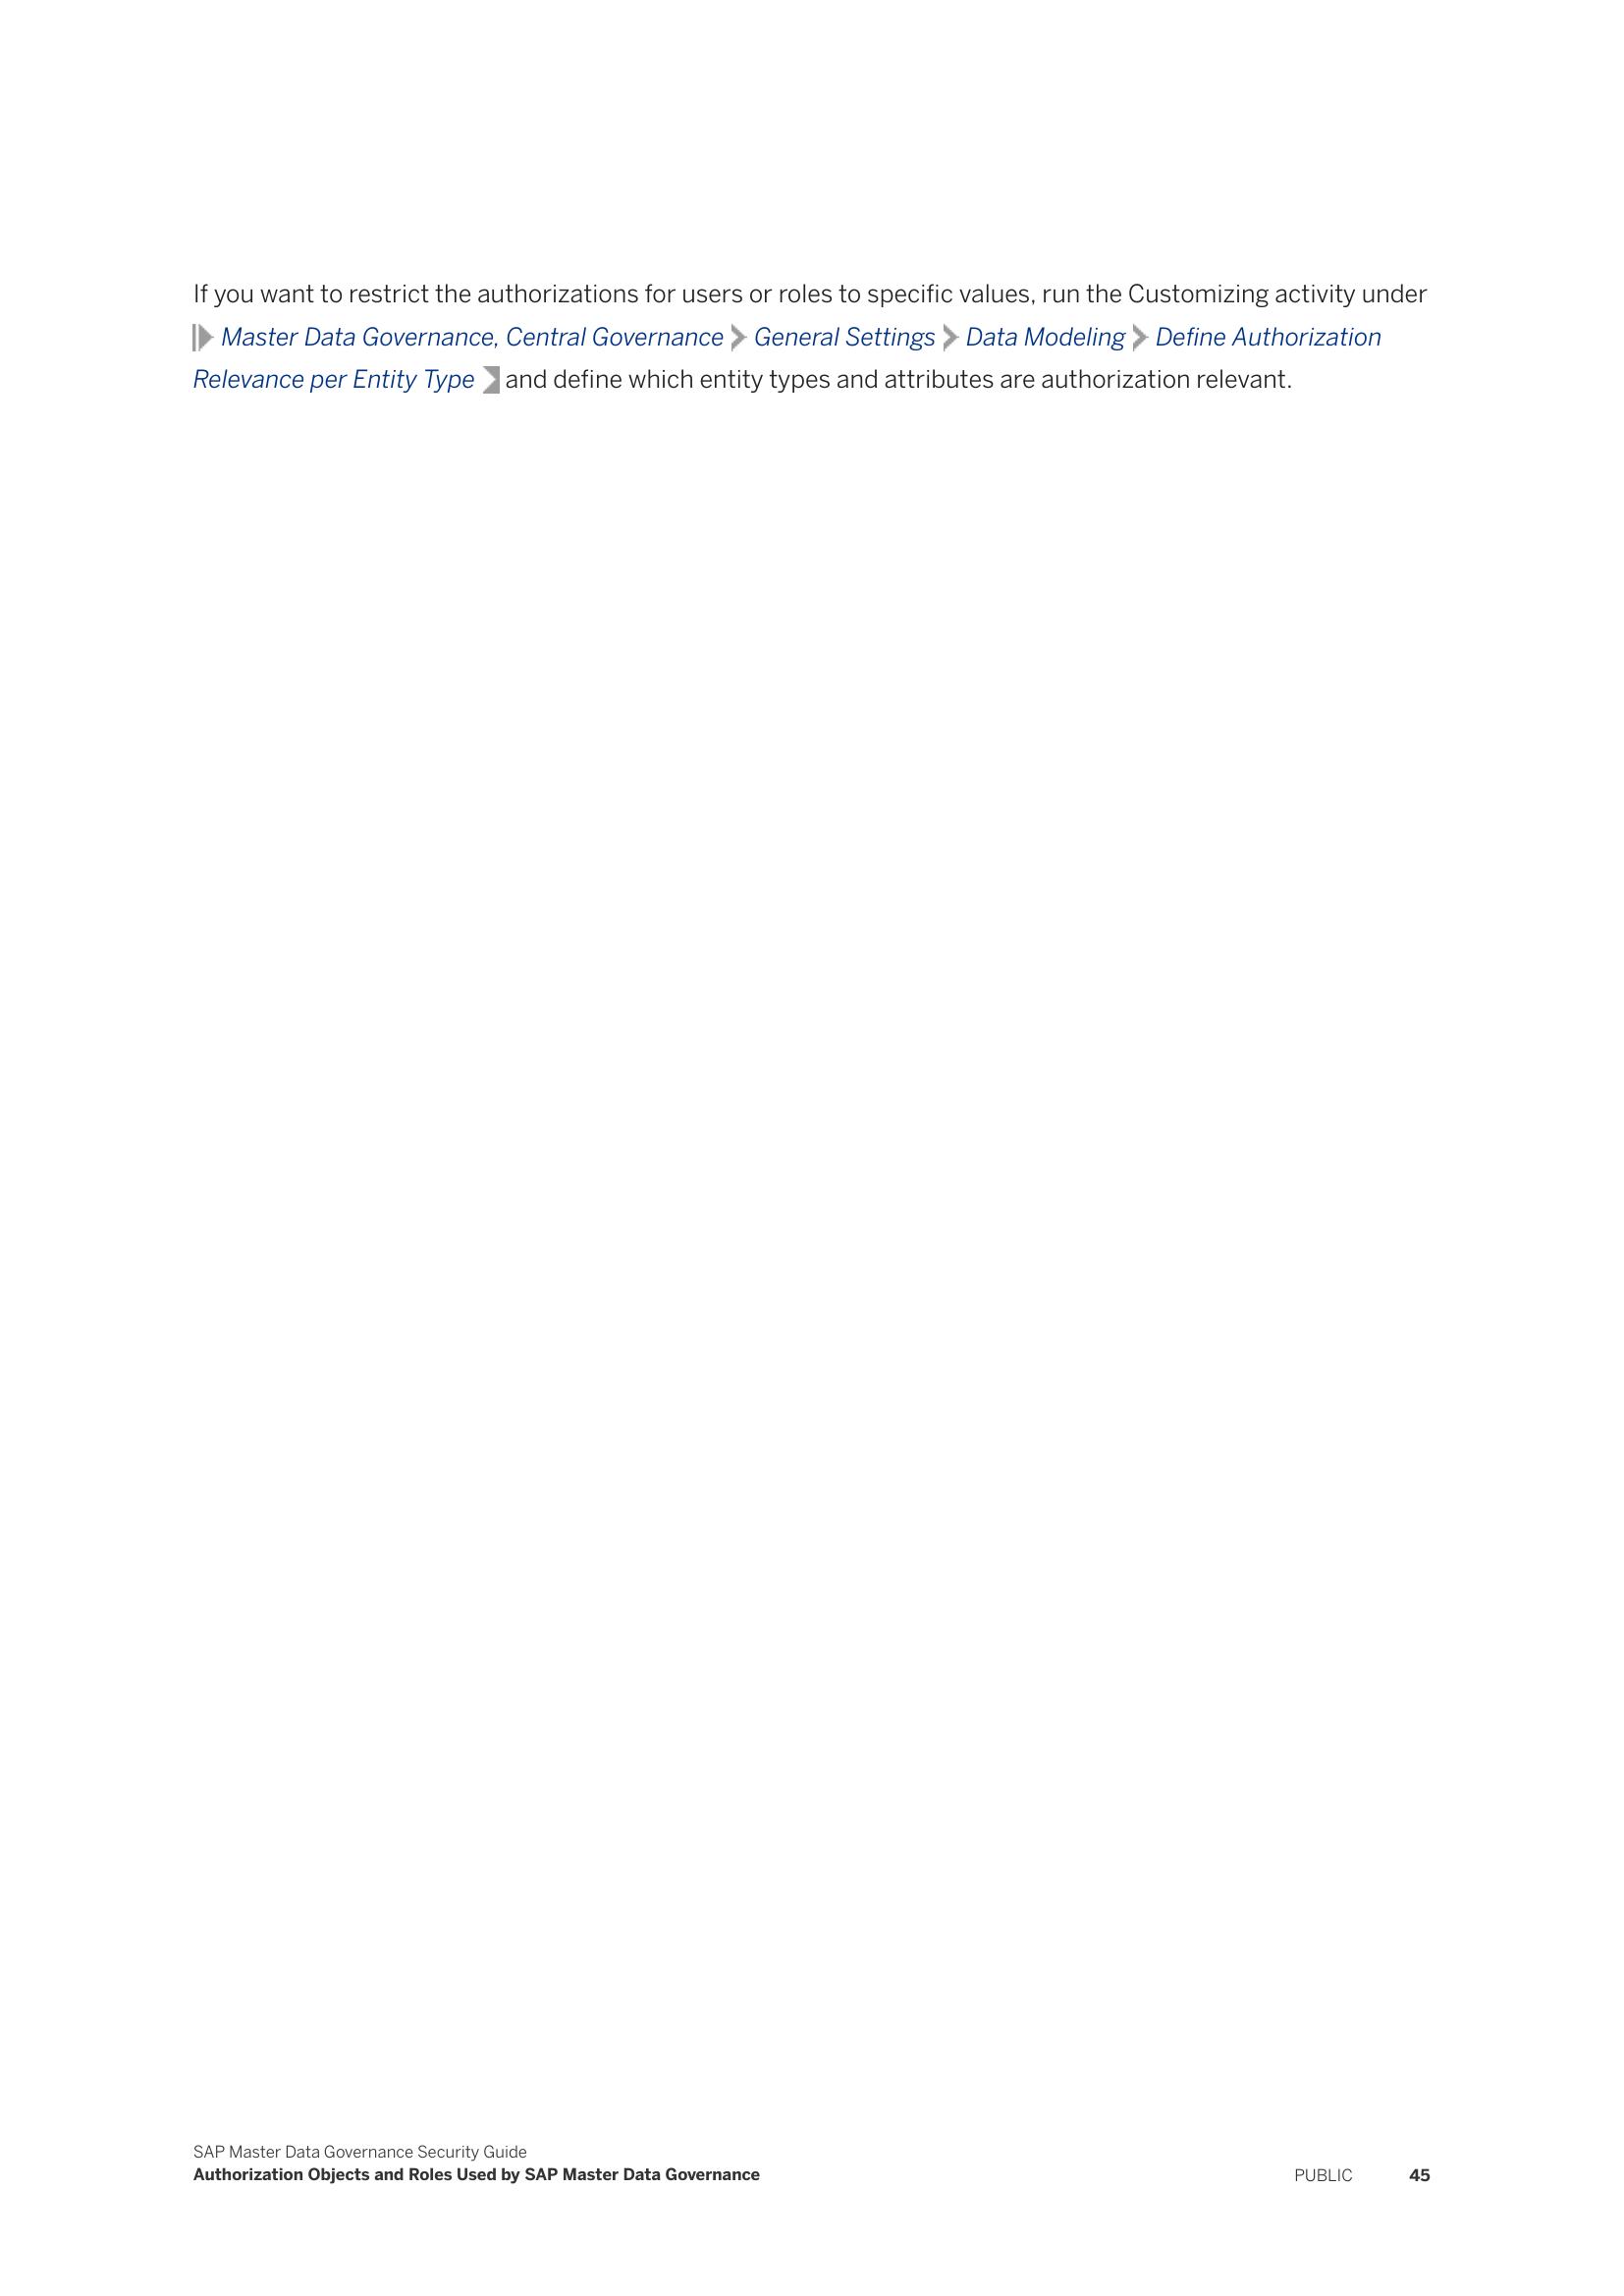 If you want to restrict the authorizations for users or roles to specific values, run the Customizing activity under
Master Data Governance, Central Governance General Settings Data Modeling Define Authorization
Relevance per Entity Type and define which entity types and attributes are authorization relevant.
SAP Master Data Governance Security Guide
Authorization Objects and Roles Used by SAP Master Data Governance
PUBLIC 45